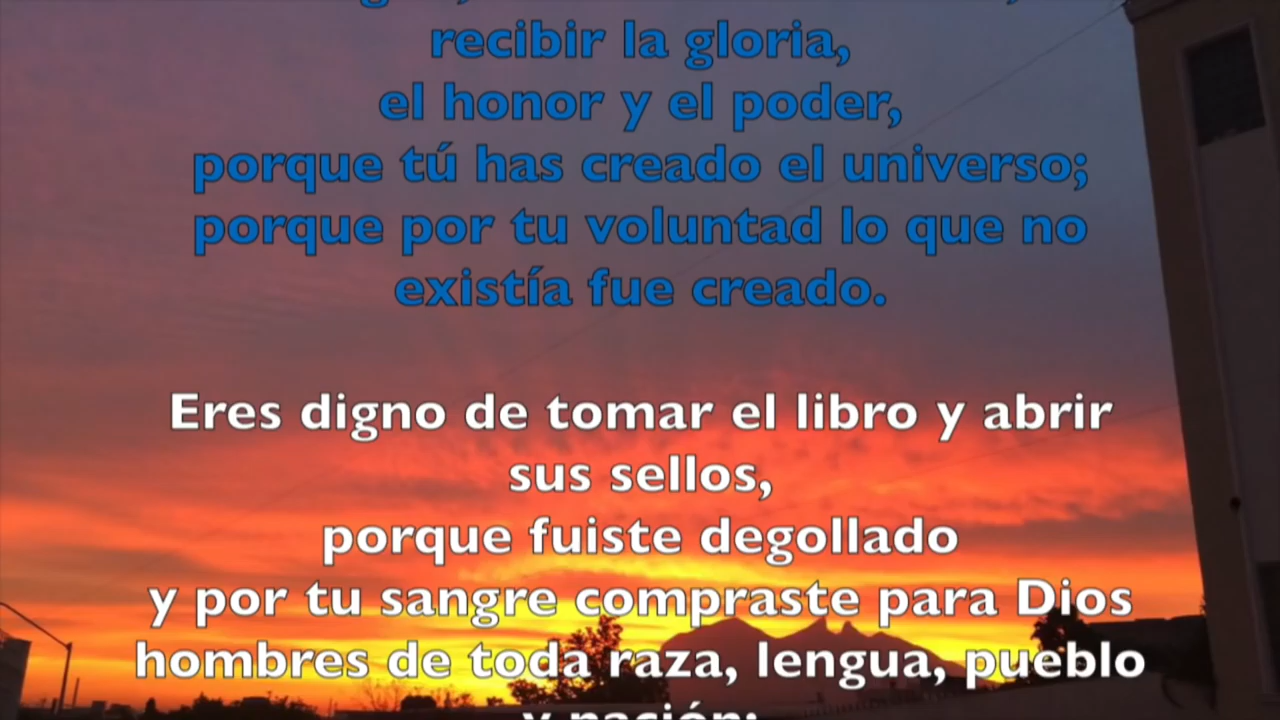 recibir la gloria,
el honor y el poder,
porque tú has creado el universo;
porque por tu voluntad lo que no
existía fue creado.
Eres digno de tomar el libro y abrir
sus sellos,
porque fuiste degollado
y por tu sangre compraste para Dios
hombres de toda raza, lengua, pueblo
y nación;